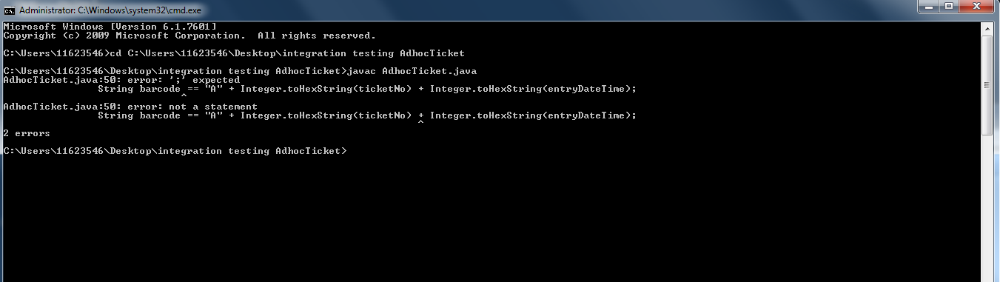 Administrator: C:\Windows\system32\cmd.exe
Microsoft Windows [Version 6.1.7601]
Copyright (c) 2009 Microsoft Corporation.  All rights reserved.
C:\Users\11623546>cd C:\Users\11623546\Desktop\integration testing AdhocTicket
C:\Users\11623546\Desktop\integration testing AdhocTicket>javac AdhocTicket.java
AdhocTicket.java:50: error: ';' expected
                String barcode == "A" + Integer.toHexString(ticketNo) + Integer.toHexString(entryDateTime);
                              ^
AdhocTicket.java:50: error: not a statement
                String barcode == "A" + Integer.toHexString(ticketNo) + Integer.toHexString(entryDateTime);
                                                                      ^
2 errors
C:\Users\11623546\Desktop\integration testing AdhocTicket>